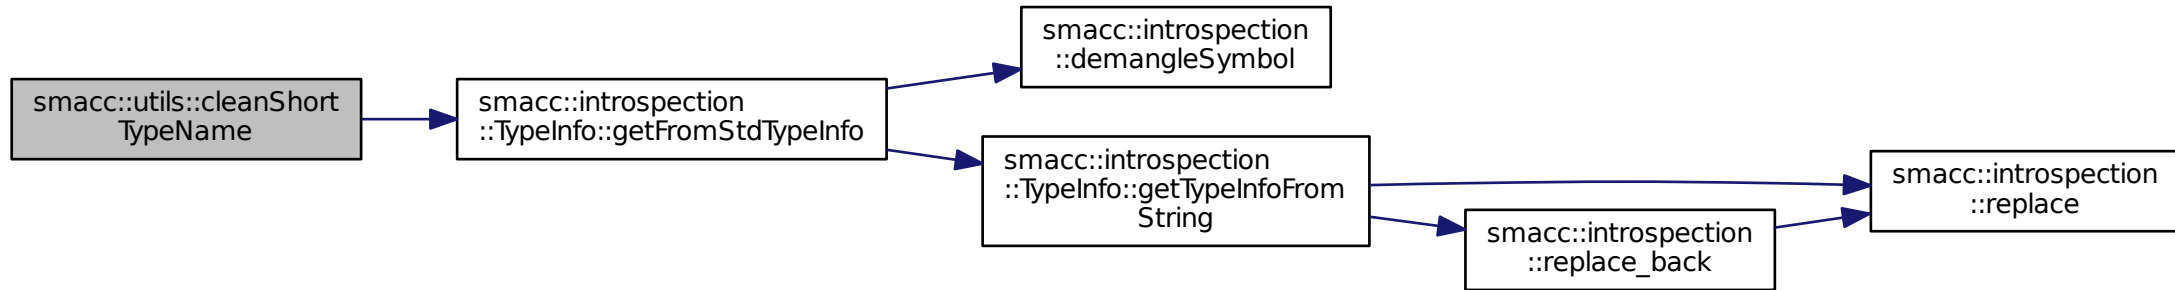 smacc::utils::cleanShort
TypeName
smacc::introspection
::TypeInfo::getFromStdTypeInfo
smacc::introspection
::demangleSymbol
smacc::introspection
::TypeInfo::getTypeInfoFrom
String
smacc::introspection
::replace_back
smacc::introspection
::replace